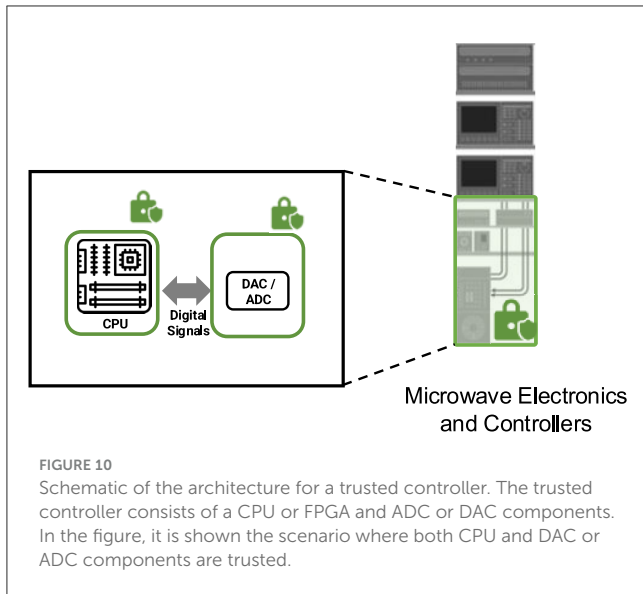 CPU
Digital
Signals
DAC /
ADC
Microwave Electronics
and Controllers
FIGURE 10
Schematic of the architecture for a trusted controller. The trusted
controller consists of a CPU or FPGA and ADC or DAC components.
In the figure, it is shown the scenario where both CPU and DAC or
ADC components are trusted.